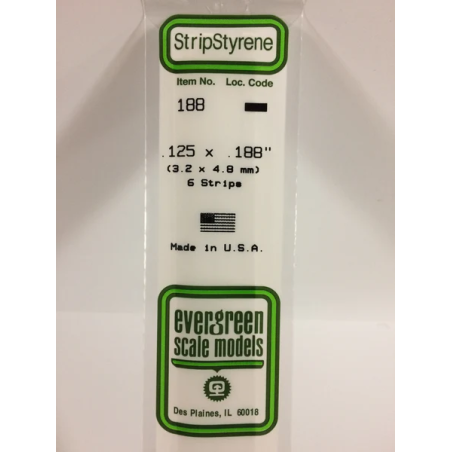 StripStyrene
Item No. Loc. Code
188
.125 x .188"
(3.2 x 4.8 mm)
6 Strips
Made in U.S.A.
evergreen
scale models
Des Plaines, IL 60018